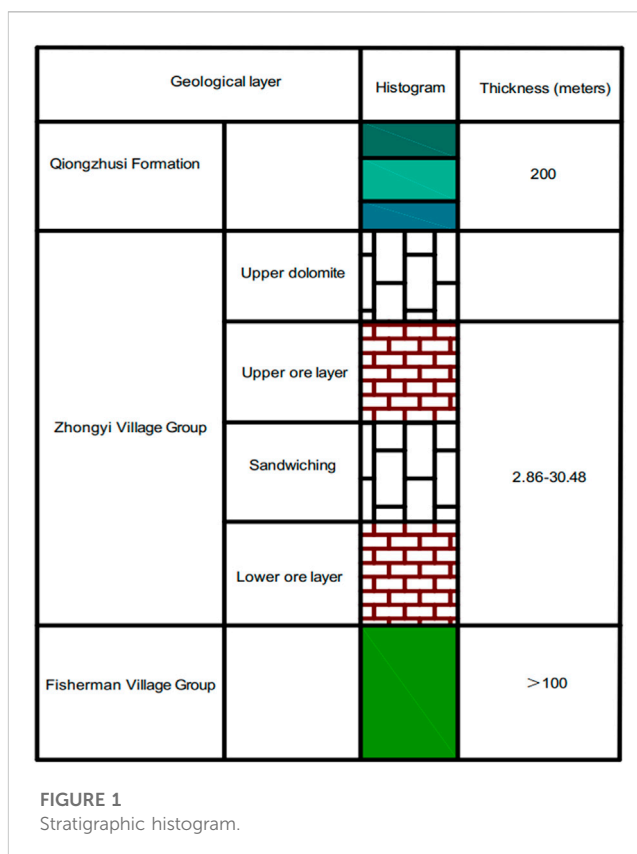 Geological layer Histogram Thickness (meters)
Qiongzhusi Formation 200
Upper dolomite
Upper ore layer
Zhongyi Village Group
Sandwiching 2.86-30.48
Lower ore layer
Fisherman Village Group >100
FIGURE 1
Stratigraphic histogram.